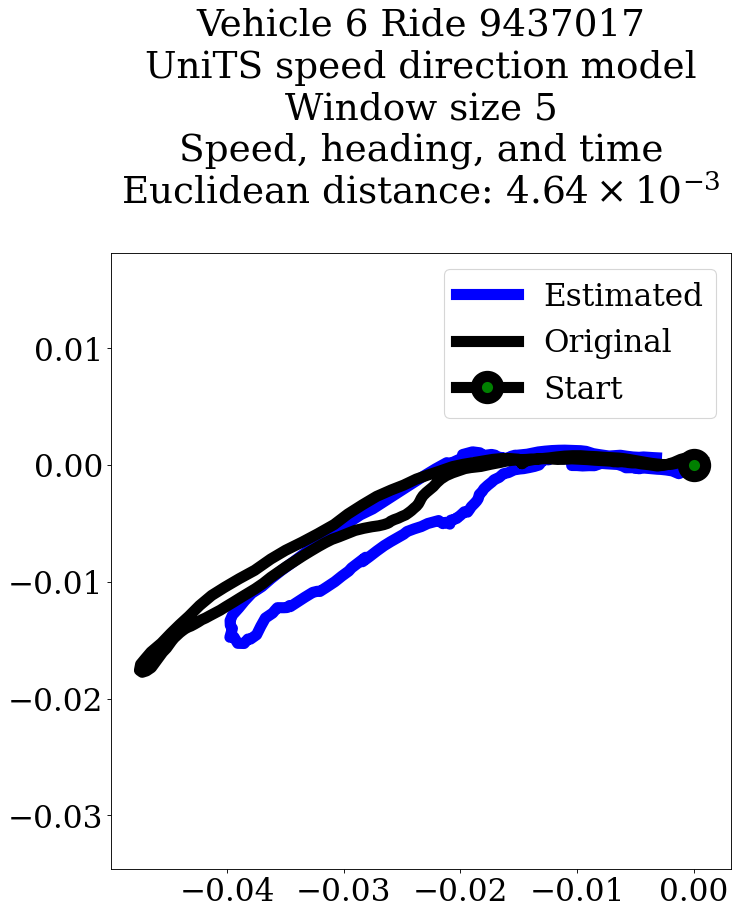 Vehicle 6 Ride 9437017
UniTS speed direction model
Window size 5
Speed, heading, and time
Euclidean distance: 4.64 × 10⁻³
Estimated
Original
Start
0.01
0.00
−0.01
−0.02
−0.03
−0.04 −0.03 −0.02 −0.01 0.00